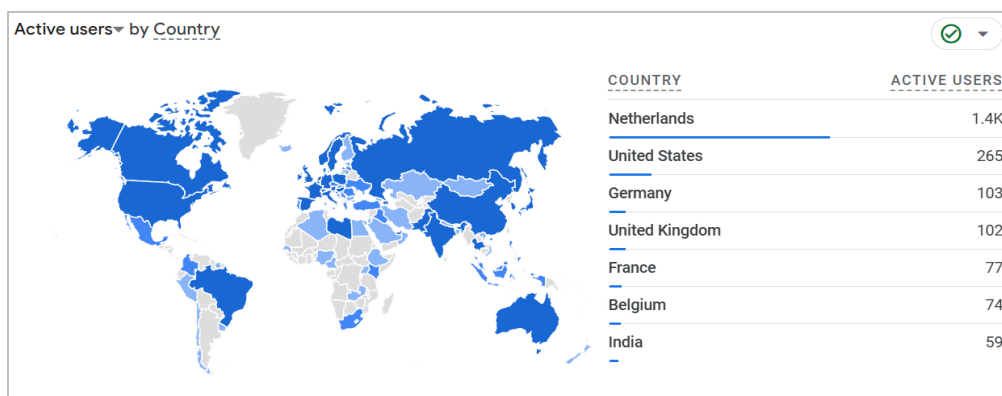 Active users by Country
COUNTRY ACTIVE USERS
Netherlands 1.4K
United States 265
Germany 103
United Kingdom 102
France 77
Belgium 74
India 59